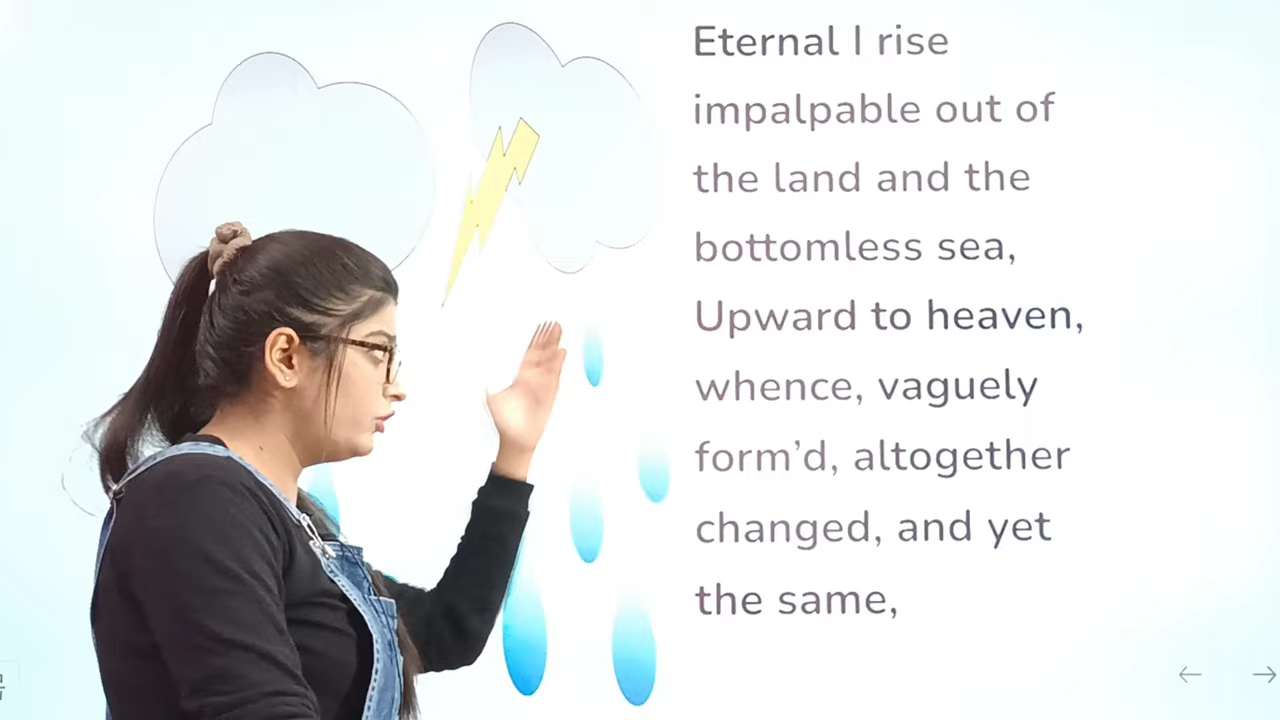 Eternal I rise
impalpable out of
the land and the
bottomless sea,
Upward to heaven,
whence, vaguely
form'd, altogether
changed, and yet
the same,